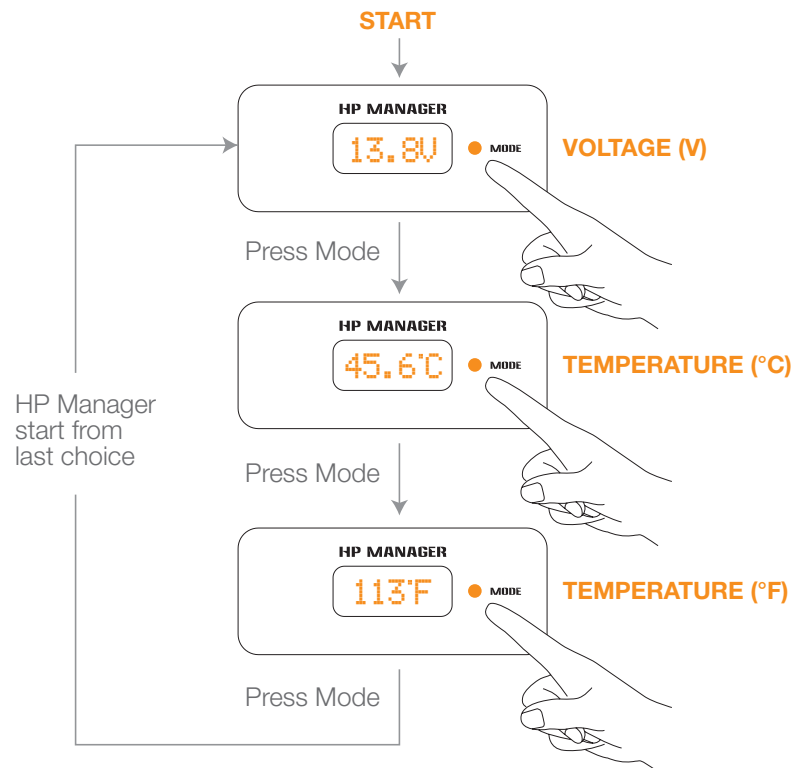 START
HP MANAGER
13.8V
MODE
VOLTAGE (V)
Press Mode
HP MANAGER
45.6°C
MODE
TEMPERATURE (°C)
HP Manager
start from
last choice
Press Mode
HP MANAGER
113°F
MODE
TEMPERATURE (°F)
Press Mode